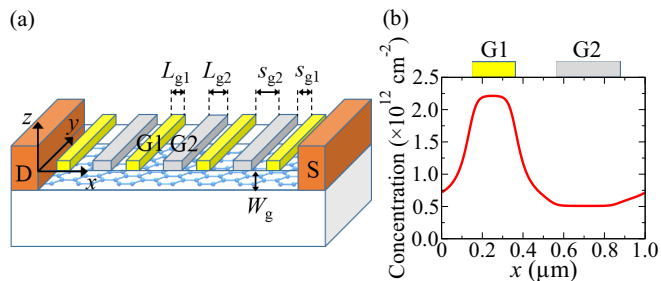 (a)
L_g1 L_g2 s_g2 s_g1
z
y
G1 G2
D
x
S
W_g
(b)
G1 G2
Concentration (×10^12 cm^-2)
2.5
2.0
1.5
1.0
0.5
0.0
0 0.2 0.4 0.6 0.8 1.0
x (μm)